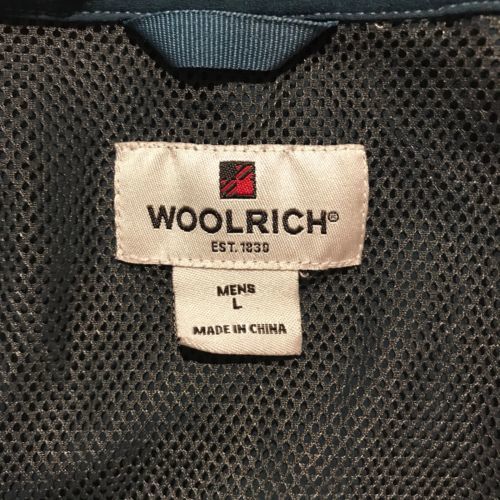 WOOLRICH®
EST. 1830
MENS
L
MADE IN CHINA